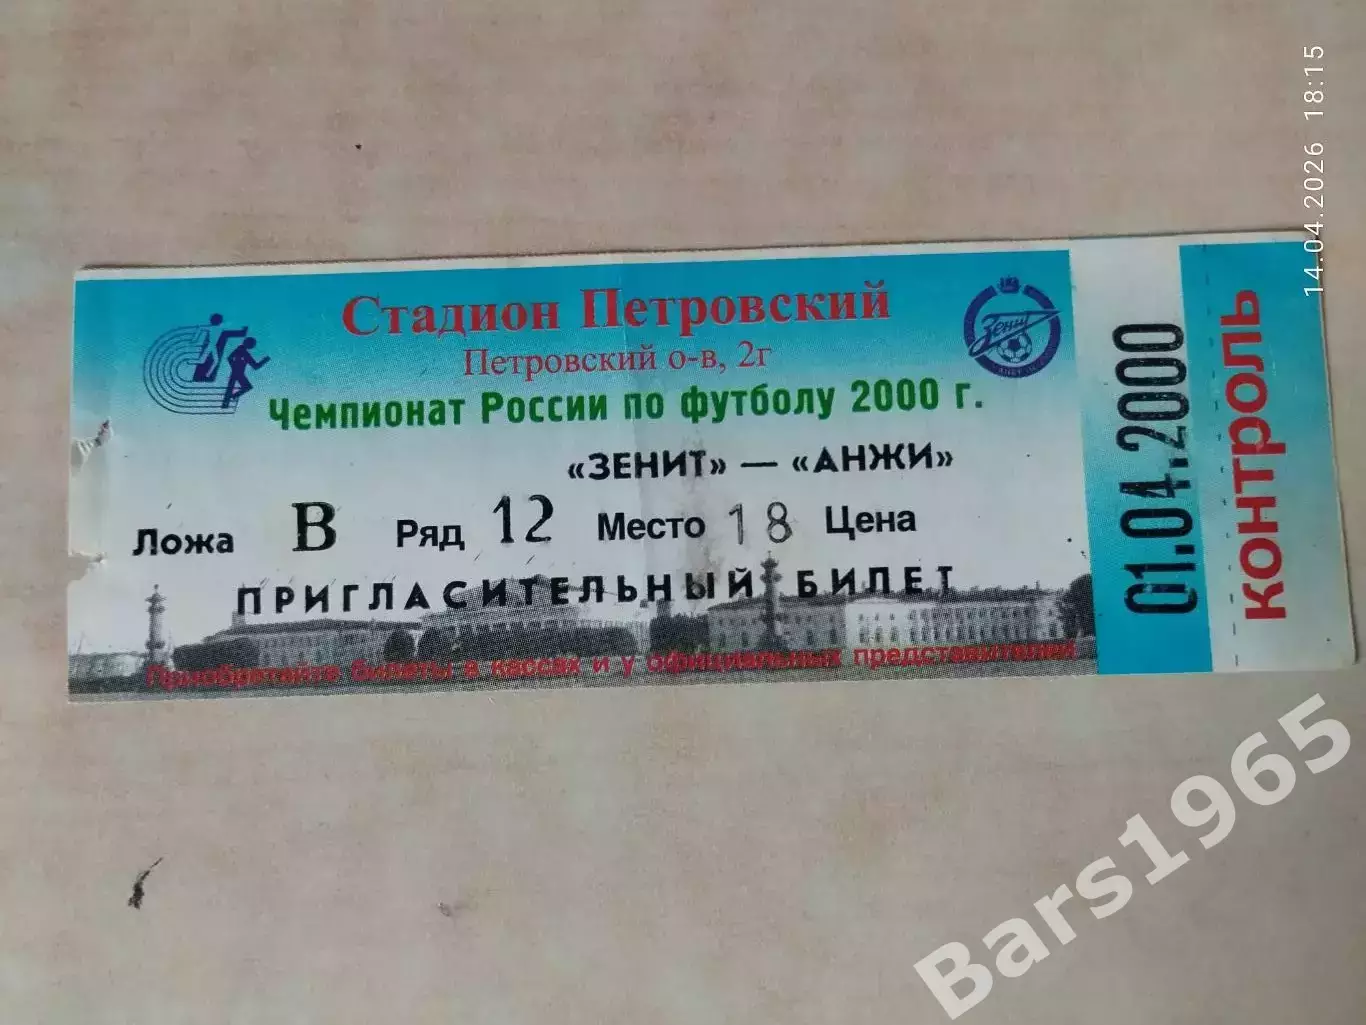 Стадион Петровский
Петровский о-в, 2г
Зенит
Чемпионат России по футболу 2000 г.
«ЗЕНИТ» — «АНЖИ»
Ложа В Ряд 12 Место 18 Цена
ПРИГЛАСИТЕЛЬНЫЙ БИЛЕТ
Приобретайте билеты в кассах и у официальных представителей
01.04.2000
КОНТРОЛЬ
14.04.2026 18:15
Bars1965